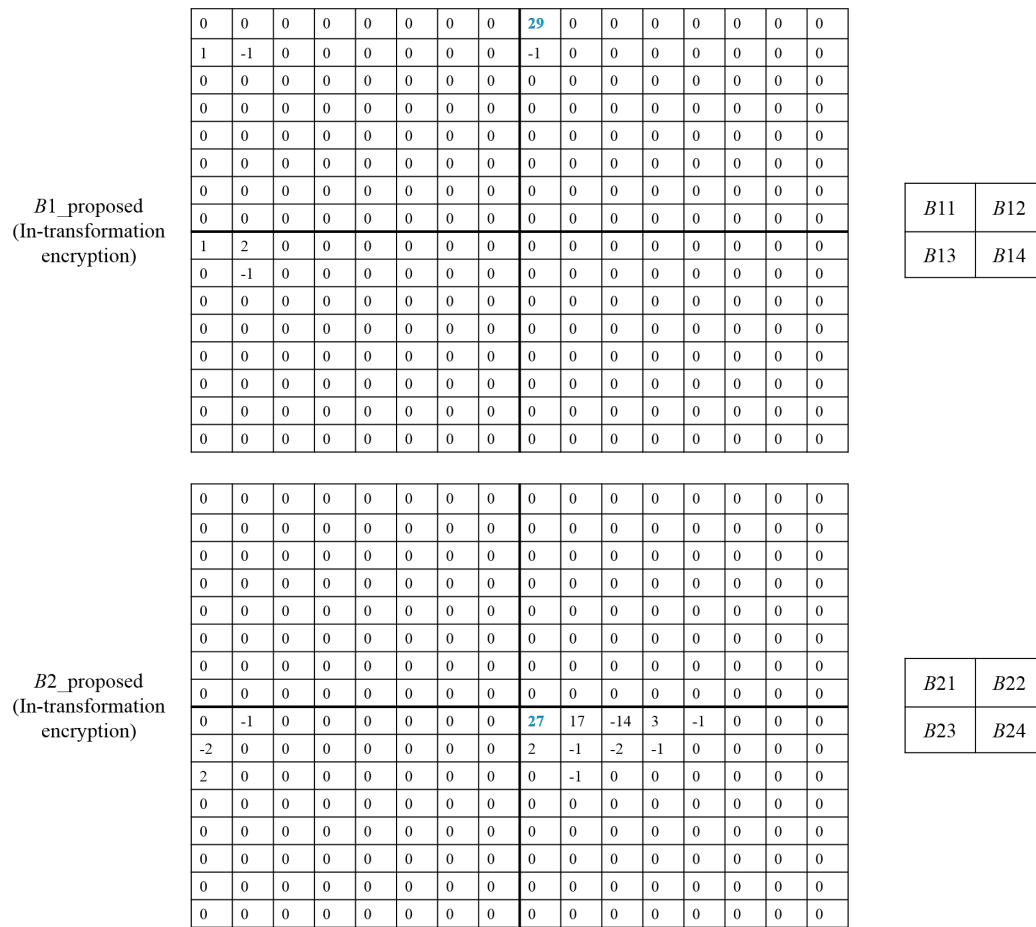 0 0 0 0 0 0 0 0 29 0 0 0 0 0 0 0
1 -1 0 0 0 0 0 0 -1 0 0 0 0 0 0 0
0 0 0 0 0 0 0 0 0 0 0 0 0 0 0 0
0 0 0 0 0 0 0 0 0 0 0 0 0 0 0 0
0 0 0 0 0 0 0 0 0 0 0 0 0 0 0 0
0 0 0 0 0 0 0 0 0 0 0 0 0 0 0 0
0 0 0 0 0 0 0 0 0 0 0 0 0 0 0 0
0 0 0 0 0 0 0 0 0 0 0 0 0 0 0 0
1 2 0 0 0 0 0 0 0 0 0 0 0 0 0 0
0 -1 0 0 0 0 0 0 0 0 0 0 0 0 0 0
0 0 0 0 0 0 0 0 0 0 0 0 0 0 0 0
0 0 0 0 0 0 0 0 0 0 0 0 0 0 0 0
0 0 0 0 0 0 0 0 0 0 0 0 0 0 0 0
0 0 0 0 0 0 0 0 0 0 0 0 0 0 0 0
0 0 0 0 0 0 0 0 0 0 0 0 0 0 0 0
0 0 0 0 0 0 0 0 0 0 0 0 0 0 0 0
B1_proposed
(In-transformation
encryption)
B11 B12
B13 B14
0 0 0 0 0 0 0 0 0 0 0 0 0 0 0 0
0 0 0 0 0 0 0 0 0 0 0 0 0 0 0 0
0 0 0 0 0 0 0 0 0 0 0 0 0 0 0 0
0 0 0 0 0 0 0 0 0 0 0 0 0 0 0 0
0 0 0 0 0 0 0 0 0 0 0 0 0 0 0 0
0 0 0 0 0 0 0 0 0 0 0 0 0 0 0 0
0 0 0 0 0 0 0 0 0 0 0 0 0 0 0 0
0 0 0 0 0 0 0 0 0 0 0 0 0 0 0 0
0 -1 0 0 0 0 0 0 27 17 -14 3 -1 0 0 0
-2 0 0 0 0 0 0 0 2 -1 -2 -1 0 0 0 0
2 0 0 0 0 0 0 0 0 -1 0 0 0 0 0 0
0 0 0 0 0 0 0 0 0 0 0 0 0 0 0 0
0 0 0 0 0 0 0 0 0 0 0 0 0 0 0 0
0 0 0 0 0 0 0 0 0 0 0 0 0 0 0 0
0 0 0 0 0 0 0 0 0 0 0 0 0 0 0 0
0 0 0 0 0 0 0 0 0 0 0 0 0 0 0 0
B2_proposed
(In-transformation
encryption)
B21 B22
B23 B24